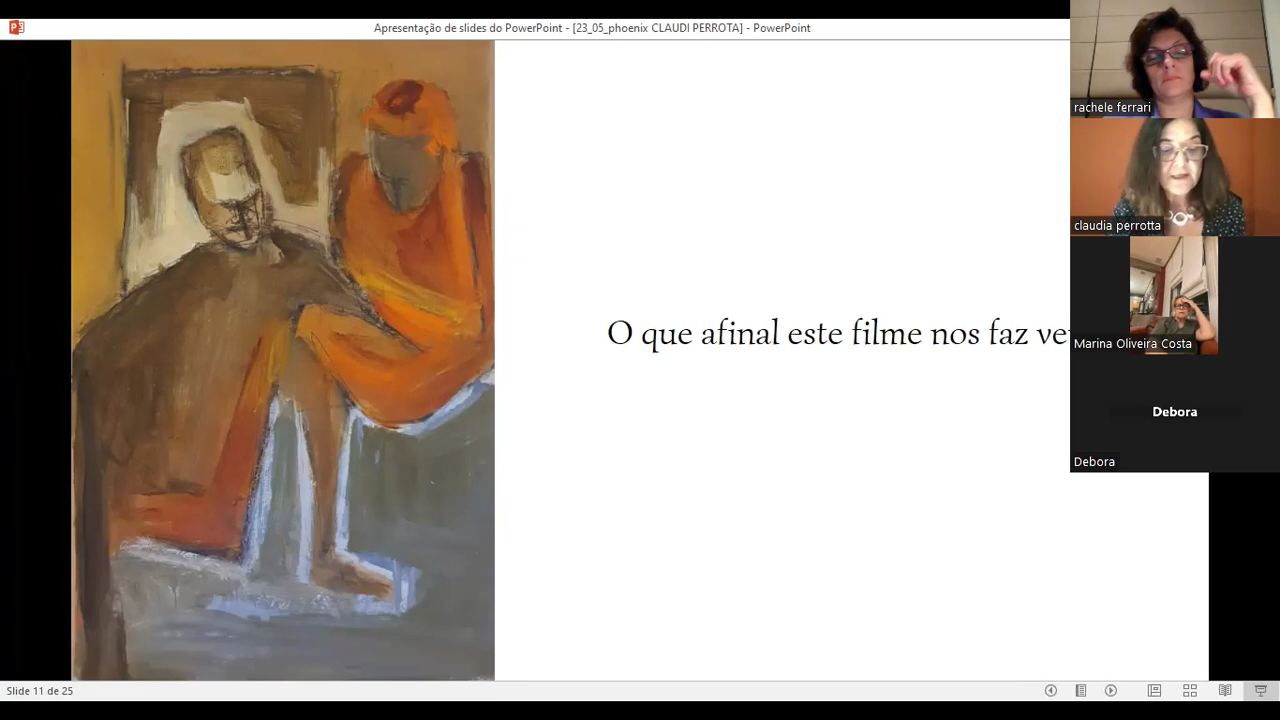 Apresentação de slides do PowerPoint - [23_05_phoenix CLAUDI PERROTA] - PowerPoint
rachele ferrari
claudia perrotta
O que afinal este filme nos faz ve
Marina Oliveira Costa
Debora
Debora
Slide 11 de 25